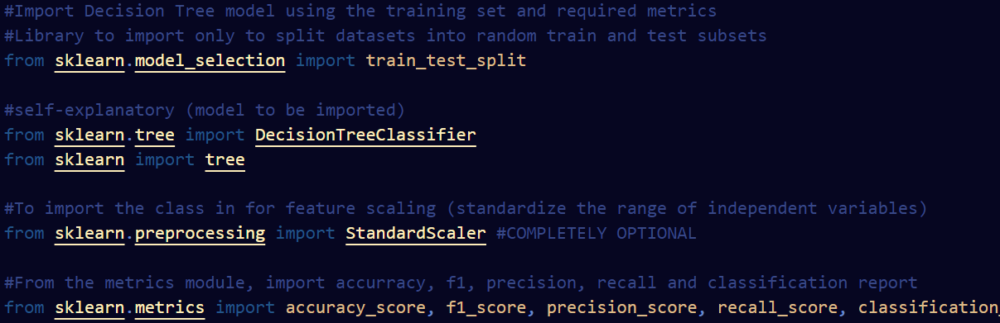 #Import Decision Tree model using the training set and required metrics
#Library to import only to split datasets into random train and test subsets
from sklearn.model_selection import train_test_split
#self-explanatory (model to be imported)
from sklearn.tree import DecisionTreeClassifier
from sklearn import tree
#To import the class in for feature scaling (standardize the range of independent variables)
from sklearn.preprocessing import StandardScaler #COMPLETELY OPTIONAL
#From the metrics module, import accurracy, f1, precision, recall and classification report
from sklearn.metrics import accuracy_score, f1_score, precision_score, recall_score, classification